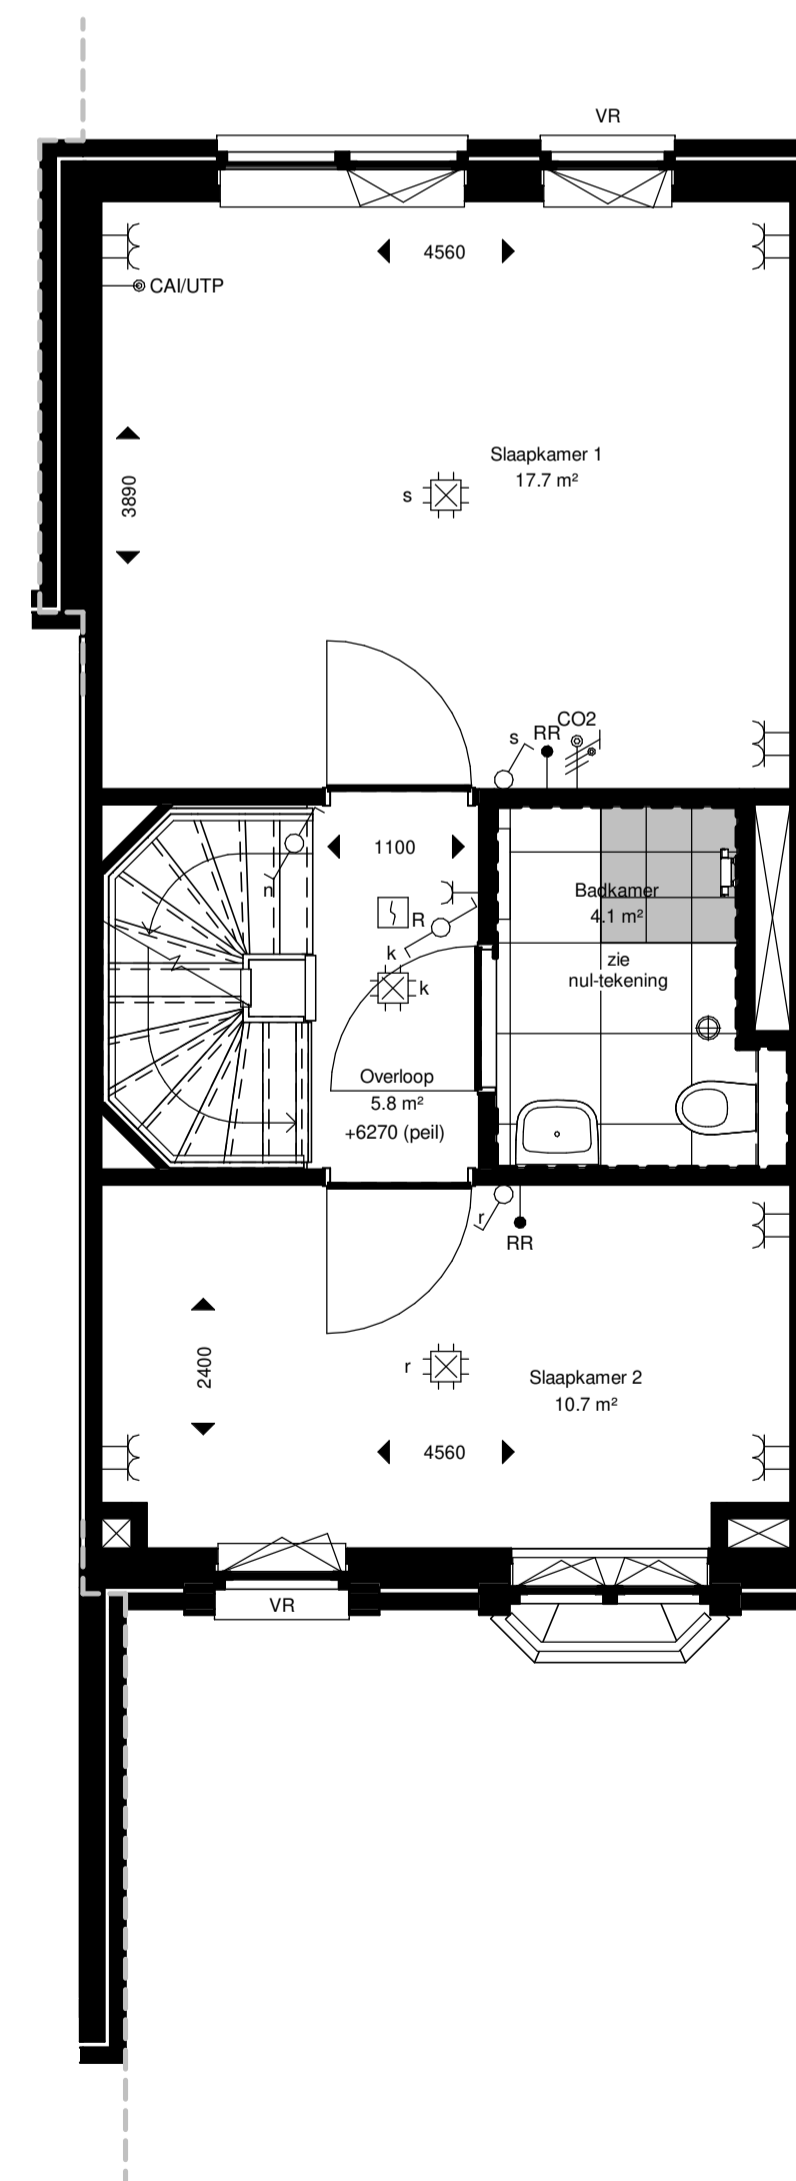 VR
4560
CAI/UTP
Slaapkamer 1
17.7 m²
3890
s
CO2
RR
s
1100
n
Badkamer
4.1 m²
R
k
zie
nul-tekening
k
Overloop
5.8 m²
+6270 (peil)
r
RR
2400
r
Slaapkamer 2
10.7 m²
4560
VR